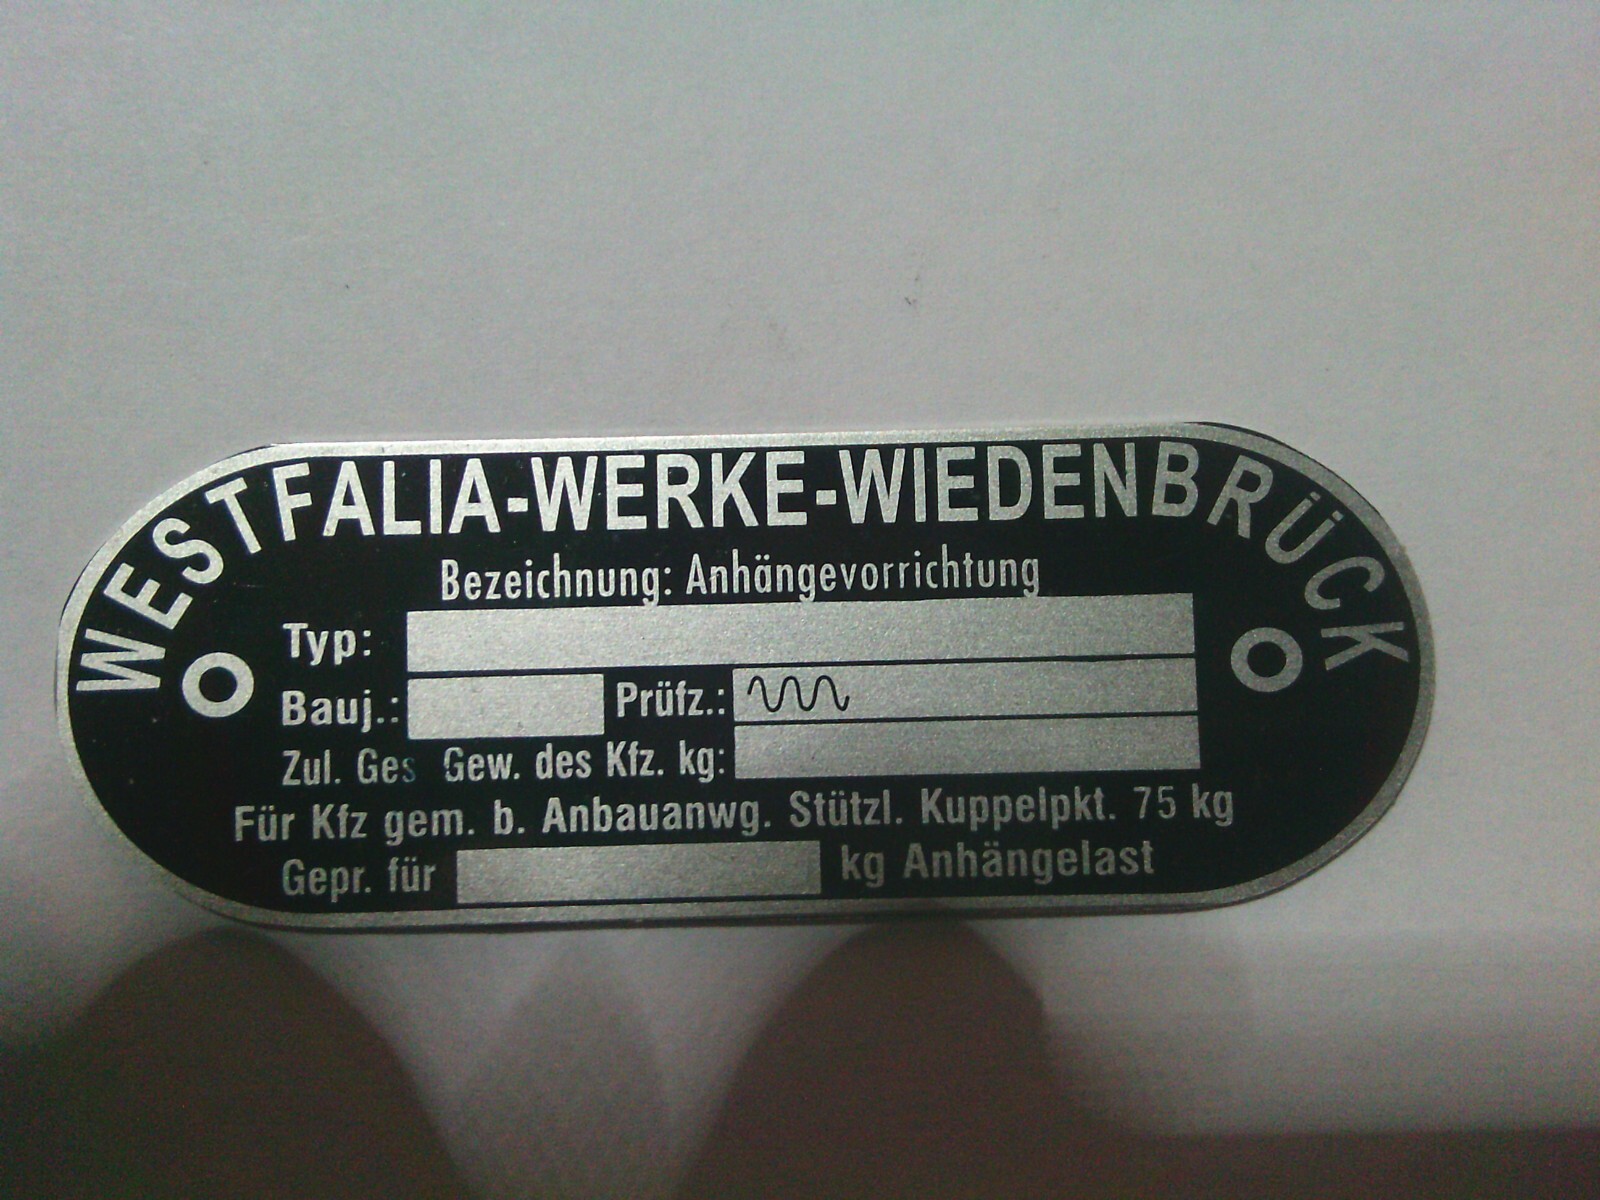 WESTFALIA-WERKE-WIEDENBRÜCK
Bezeichnung: Anhängevorrichtung
Typ:
Bauj.: Prüfz.:
Zul. Ges Gew. des Kfz. kg:
Für Kfz gem. b. Anbauanwg. Stützl. Kuppelpkt. 75 kg
Gepr. für kg Anhängelast